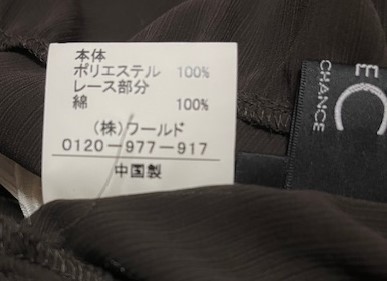 本体
ポリエステル 100%
レース部分
綿 100%
(株)ワールド
0120-977-917
中国製
E
C
CHANCE